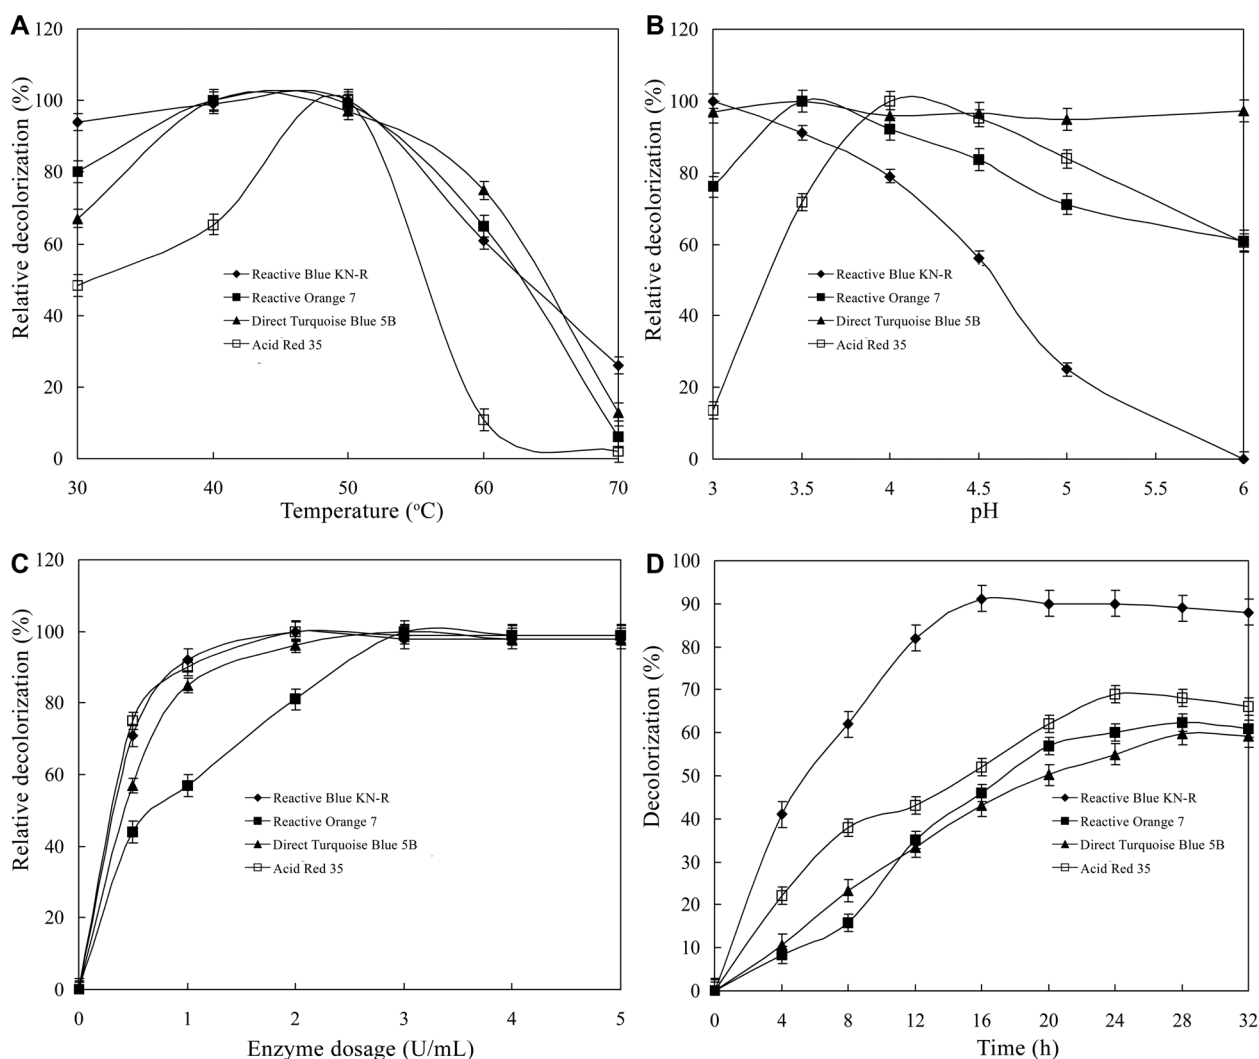 A
Relative decolorization (%)
120
100
80
60
40
20
0
Reactive Blue KN-R
Reactive Orange 7
Direct Turquoise Blue 5B
Acid Red 35
30 40 50 60 70
Temperature (°C)
B
Relative decolorization (%)
120
100
80
60
40
20
0
Reactive Blue KN-R
Reactive Orange 7
Direct Turquoise Blue 5B
Acid Red 35
3 3.5 4 4.5 5 5.5 6
pH
C
Relative decolorization (%)
120
100
80
60
40
20
0
Reactive Blue KN-R
Reactive Orange 7
Direct Turquoise Blue 5B
Acid Red 35
0 1 2 3 4 5
Enzyme dosage (U/mL)
D
Decolorization (%)
100
90
80
70
60
50
40
30
20
10
0
Reactive Blue KN-R
Reactive Orange 7
Direct Turquoise Blue 5B
Acid Red 35
0 4 8 12 16 20 24 28 32
Time (h)